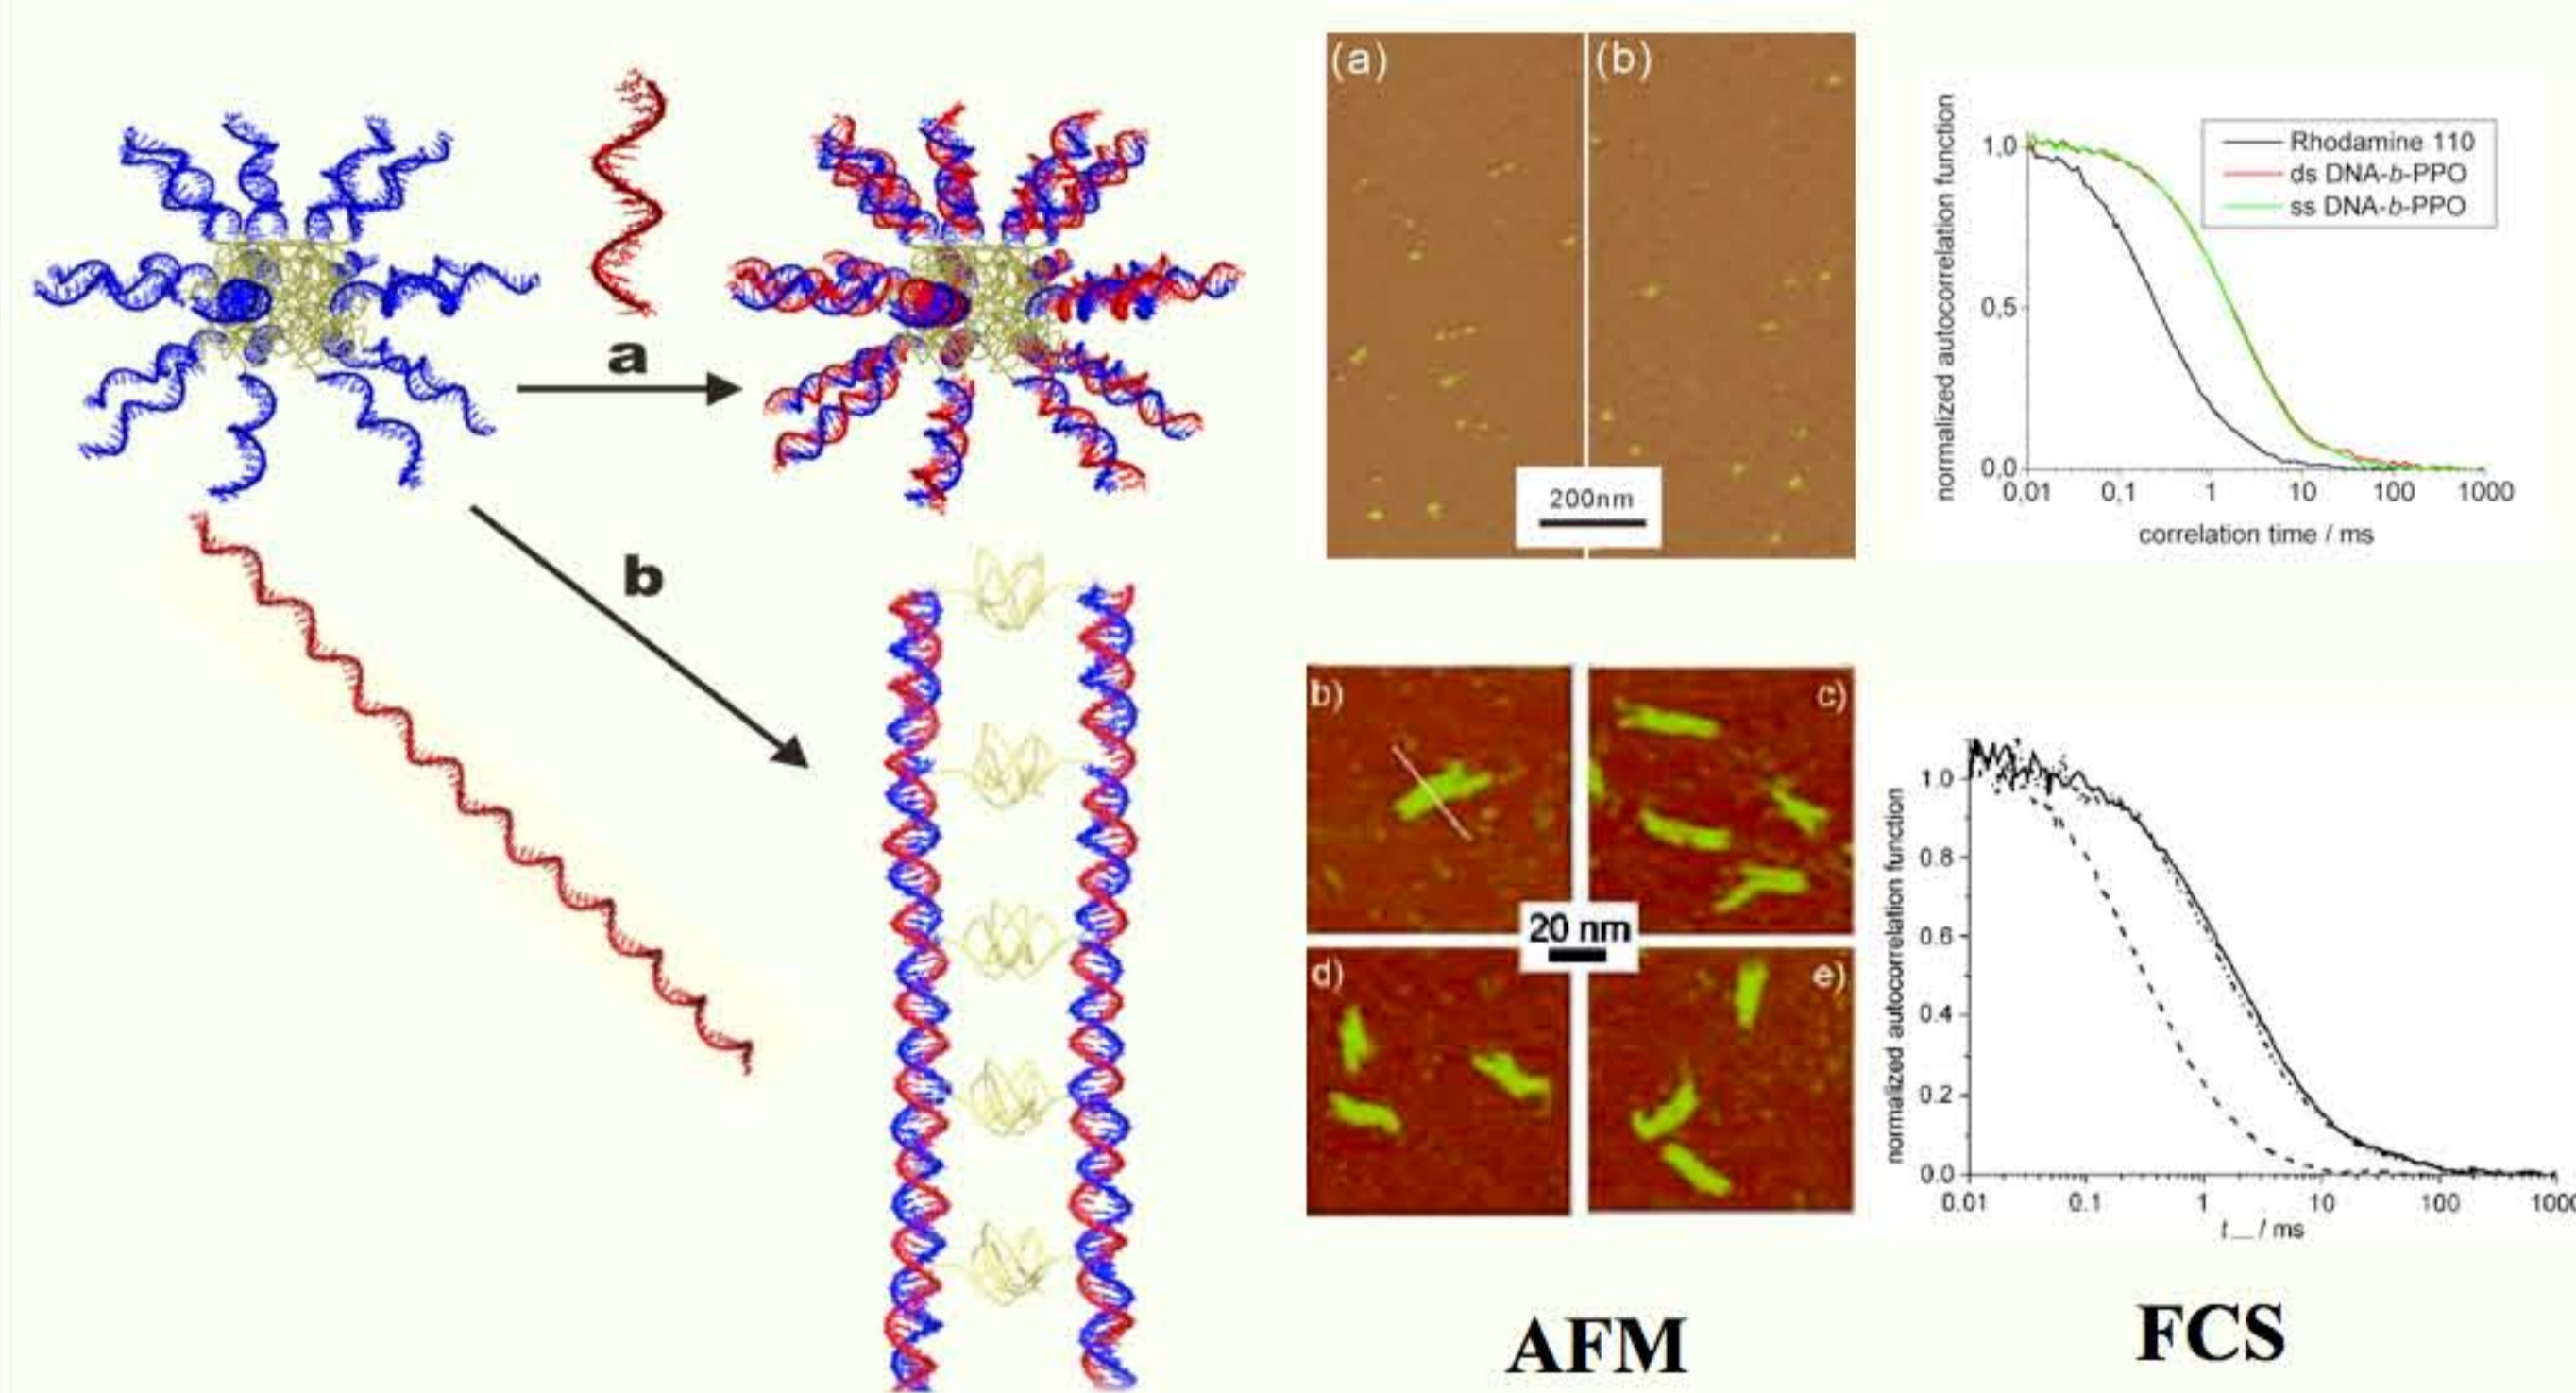 a
b
(a)
(b)
200nm
normalized autocorrelation function
1,0
0,5
0,0
0,01
0,1
1
10
100
1000
correlation time / ms
Rhodamine 110
ds DNA-b-PPO
ss DNA-b-PPO
b)
c)
20 nm
d)
e)
AFM
normalized autocorrelation function
1.0
0.8
0.6
0.4
0.2
0.0
0.01
0.1
1
10
100
t / ms
FCS